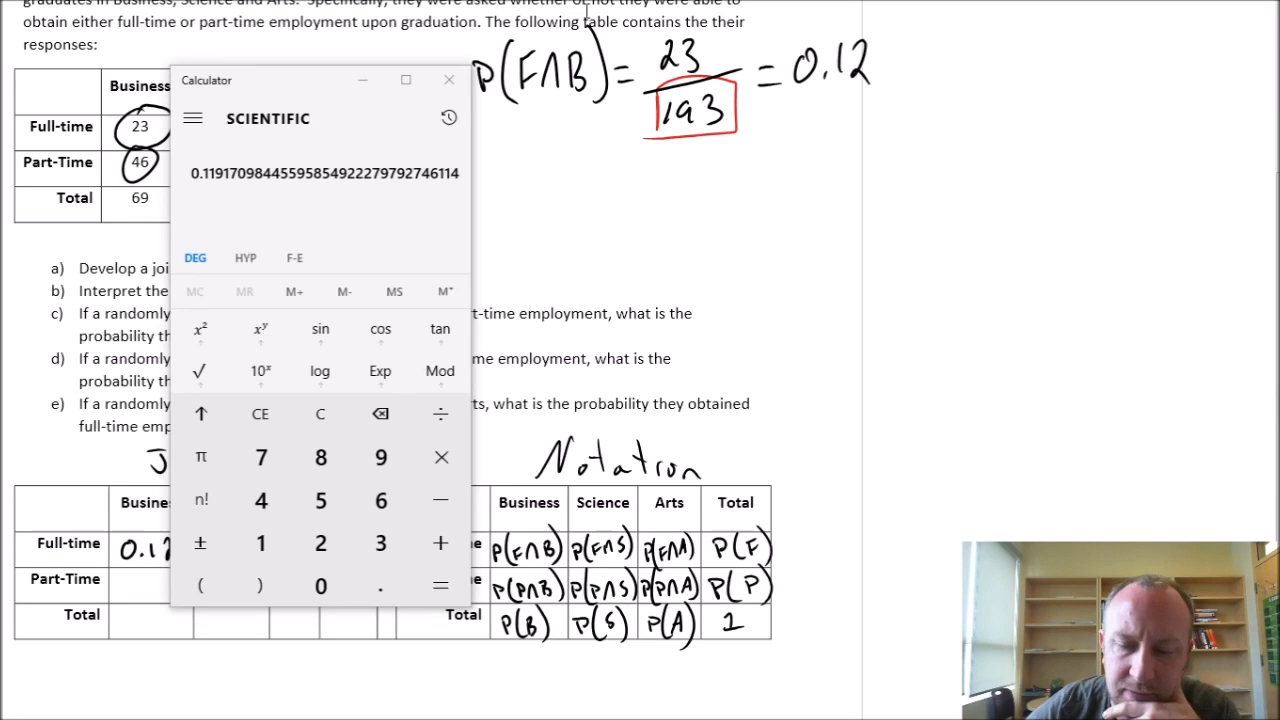 graduates in Business, Science and Arts. Specifically, they were asked whether or not they were able to
obtain either full-time or part-time employment upon graduation. The following table contains the their
responses:
P(F∩B) = 23 / 193 = 0.12
Business
Full-time 23
Part-Time 46
Total 69
Calculator
SCIENTIFIC
0.11917098445595854922279792746114
DEG HYP F-E
MC MR M+ M- MS M˅
x² xʸ sin cos tan
√ 10ˣ log Exp Mod
↑ CE C ⌫ ÷
π 7 8 9 ×
n! 4 5 6 −
± 1 2 3 +
( ) 0 . =
a) Develop a joi
b) Interpret the
c) If a randomly t-time employment, what is the
probability th
d) If a randomly me employment, what is the
probability th
e) If a randomly ts, what is the probability they obtained
full-time emp
J
Notation
Busine
Full-time 0.12
Part-Time
Total
Business Science Arts Total
e P(F∩B) P(F∩S) P(F∩A) P(F)
e P(P∩B) P(P∩S) P(P∩A) P(P)
Total P(B) P(S) P(A) 1